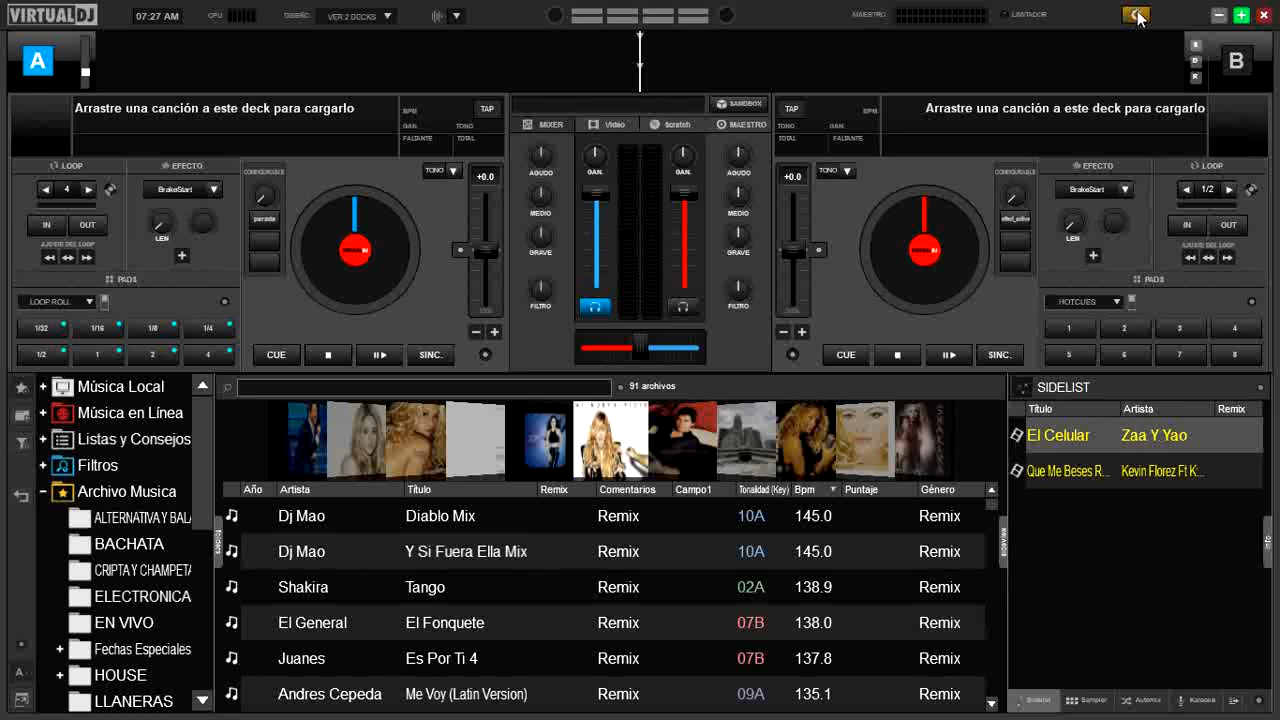 VIRTUALDJ
07:27 AM
CPU
DISEÑO:
VER 2 DECKS
MAESTRO
LIMITADOR
A
B
S
D
R
Arrastre una canción a este deck para cargarlo
BPM
TAP
GAN.
TONO
FALTANTE
TOTAL
SANDBOX
MIXER
Video
Scratch
MAESTRO
TAP
BPM
TONO
GAN.
TOTAL
FALTANTE
Arrastre una canción a este deck para cargarlo
LOOP
4
IN
OUT
AJUSTE DEL LOOP
EFECTO
BrakeStart
LEN
CONFIGURABLE
parada
TONO
+0.0
AGUDO
MEDIO
GRAVE
FILTRO
GAN.
GAN.
AGUDO
MEDIO
GRAVE
FILTRO
+0.0
TONO
CONFIGURABLE
effect_active
EFECTO
BrakeStart
LEN
LOOP
1/2
IN
OUT
AJUSTE DEL LOOP
PADS
LOOP ROLL
1/32
1/16
1/8
1/4
1/2
1
2
4
CUE
SINC.
CUE
SINC.
PADS
HOTCUES
1
2
3
4
5
6
7
8
Música Local
Música en Línea
Listas y Consejos
Filtros
Archivo Musica
ALTERNATIVA Y BAL
BACHATA
CRIPTA Y CHAMPETA
ELECTRONICA
EN VIVO
Fechas Especiales
HOUSE
LLANERAS
folders
91 archivos
Año Artista Título Remix Comentarios Campo1 Tonalidad (Key) Bpm Puntaje Género
Dj Mao Diablo Mix Remix 10A 145.0 Remix
Dj Mao Y Si Fuera Ella Mix Remix 10A 145.0 Remix
Shakira Tango Remix 02A 138.9 Remix
El General El Fonquete Remix 07B 138.0 Remix
Juanes Es Por Ti 4 Remix 07B 137.8 Remix
Andres Cepeda Me Voy (Latin Version) Remix 09A 135.1 Remix
SIDELIST
Título Artista Remix
El Celular Zaa Y Yao
Que Me Beses R... Kevin Florez Ft K...
info
Sidelist
Sampler
Automix
Karaoke